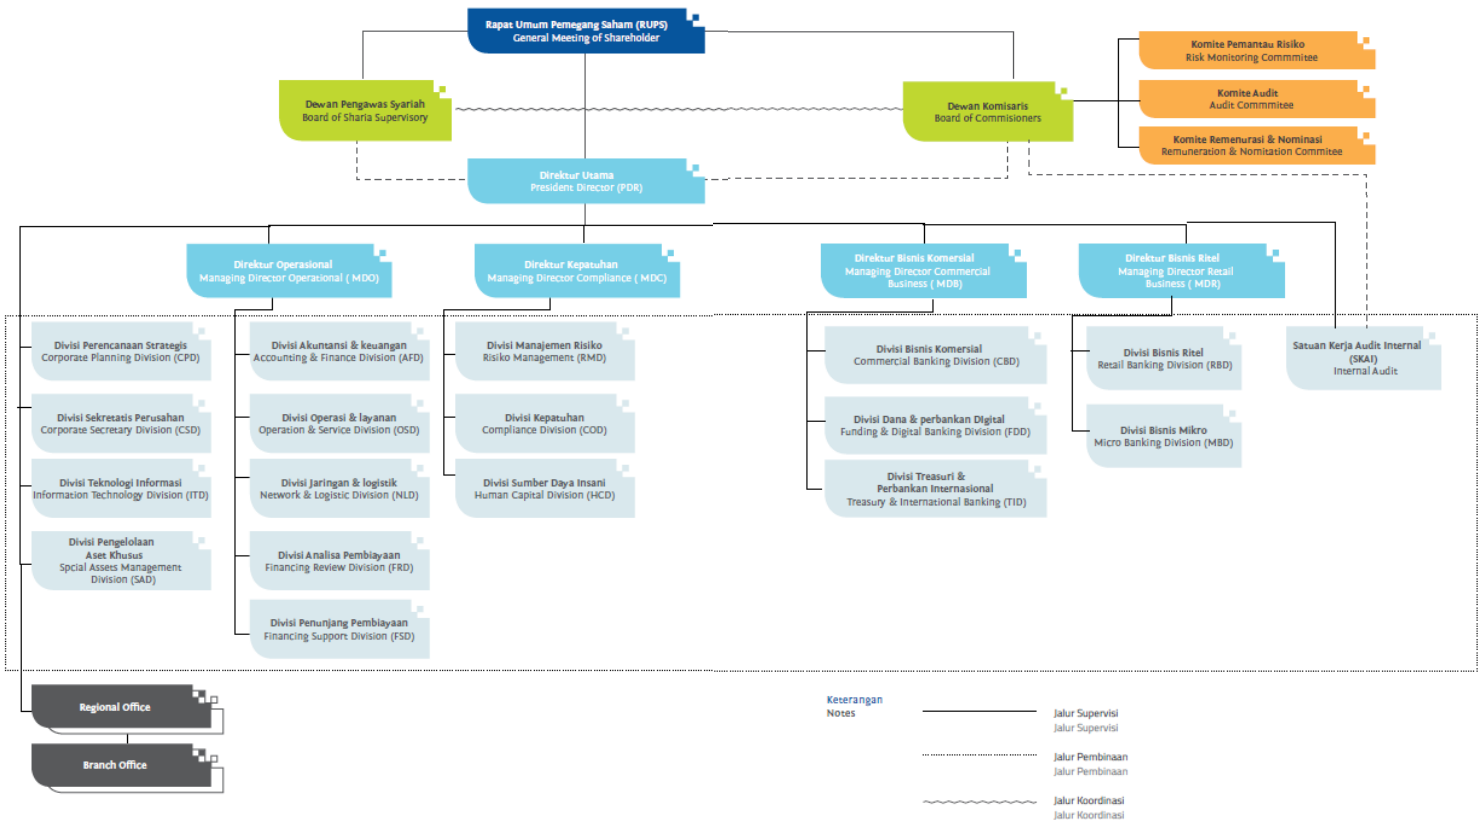 Rapat Umum Pemegang Saham (RUPS)
General Meeting of Shareholder
Komite Pemantau Risiko
Risk Monitoring Commmittee
Dewan Pengawas Syariah
Board of Sharia Supervisory
Dewan Komisaris
Board of Commisioners
Komite Audit
Audit Commmitee
Komite Remenurasi & Nominasi
Remuneration & Nomitation Commitee
Direktur Utama
President Director (PDR)
Direktur Operasional
Managing Director Operational ( MDO)
Direktur Kepatuhan
Managing Director Compliance ( MDC)
Direktur Bisnis Komersial
Managing Director Commercial
Business ( MDB)
Direktur Bisnis Ritel
Managing Director Retail
Business ( MDR)
Divisi Perencanaan Strategis
Corporate Planning Division (CPD)
Divisi Akuntansi & keuangan
Accounting & Finance Division (AFD)
Divisi Manajemen Risiko
Risiko Management (RMD)
Divisi Bisnis Komersial
Commercial Banking Division (CBD)
Divisi Bisnis Ritel
Retail Banking Division (RBD)
Satuan Kerja Audit Internal
(SKAI)
Internal Audit
Divisi Sekretatis Perusahan
Corporate Secretary Division (CSD)
Divisi Operasi & layanan
Operation & Service Division (OSD)
Divisi Kepatuhan
Compliance Division (COD)
Divisi Dana & perbankan Digital
Funding & Digital Banking Division (FDD)
Divisi Bisnis Mikro
Micro Banking Division (MBD)
Divisi Teknologi Informasi
Information Technology Division (ITD)
Divisi Jaringan & logistik
Network & Logistic Division (NLD)
Divisi Sumber Daya Insani
Human Capital Division (HCD)
Divisi Treasuri &
Perbankan Internasional
Treasury & International Banking (TID)
Divisi Pengelolaan
Aset Khusus
Spcial Assets Management
Division (SAD)
Divisi Analisa Pembiayaan
Financing Review Division (FRD)
Divisi Penunjang Pembiayaan
Financing Support Division (FSD)
Regional Office
Branch Office
Keterangan
Notes
Jalur Supervisi
Jalur Supervisi
Jalur Pembinaan
Jalur Pembinaan
Jalur Koordinasi
Jalur Koordinasi